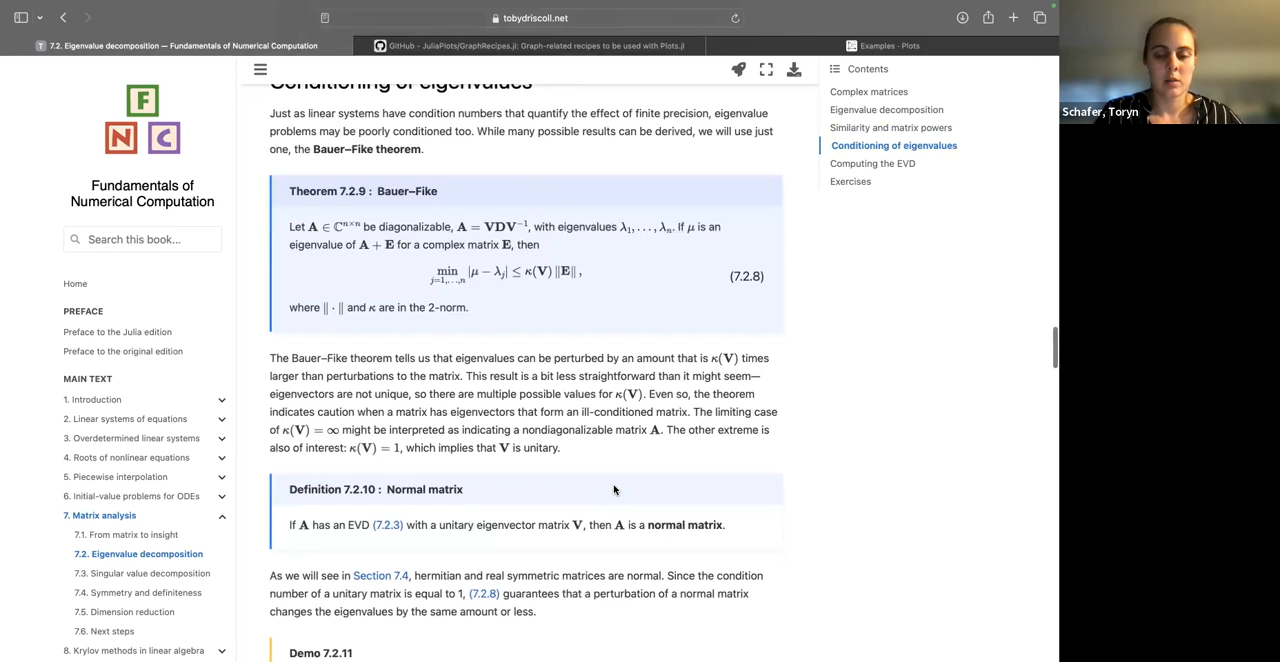 tobydriscoll.net
T 7.2. Eigenvalue decomposition — Fundamentals of Numerical Computation
GitHub - JuliaPlots/GraphRecipes.jl: Graph-related recipes to be used with Plots.jl
Examples - Plots
F
N C
Fundamentals of
Numerical Computation
Search this book...
Home
PREFACE
Preface to the Julia edition
Preface to the original edition
MAIN TEXT
1. Introduction
2. Linear systems of equations
3. Overdetermined linear systems
4. Roots of nonlinear equations
5. Piecewise interpolation
6. Initial-value problems for ODEs
7. Matrix analysis
7.1. From matrix to insight
7.2. Eigenvalue decomposition
7.3. Singular value decomposition
7.4. Symmetry and definiteness
7.5. Dimension reduction
7.6. Next steps
8. Krylov methods in linear algebra
Conditioning of eigenvalues
Just as linear systems have condition numbers that quantify the effect of finite precision, eigenvalue
problems may be poorly conditioned too. While many possible results can be derived, we will use just
one, the Bauer–Fike theorem.
Theorem 7.2.9 : Bauer–Fike
Let A ∈ ℂⁿˣⁿ be diagonalizable, A = VDV⁻¹, with eigenvalues λ₁, . . . , λₙ. If μ is an
eigenvalue of A + E for a complex matrix E, then
min |μ − λⱼ| ≤ κ(V) ‖E‖ , (7.2.8)
j=1,...,n
where ‖ · ‖ and κ are in the 2-norm.
The Bauer–Fike theorem tells us that eigenvalues can be perturbed by an amount that is κ(V) times
larger than perturbations to the matrix. This result is a bit less straightforward than it might seem—
eigenvectors are not unique, so there are multiple possible values for κ(V). Even so, the theorem
indicates caution when a matrix has eigenvectors that form an ill-conditioned matrix. The limiting case
of κ(V) = ∞ might be interpreted as indicating a nondiagonalizable matrix A. The other extreme is
also of interest: κ(V) = 1, which implies that V is unitary.
Definition 7.2.10 : Normal matrix
If A has an EVD (7.2.3) with a unitary eigenvector matrix V, then A is a normal matrix.
As we will see in Section 7.4, hermitian and real symmetric matrices are normal. Since the condition
number of a unitary matrix is equal to 1, (7.2.8) guarantees that a perturbation of a normal matrix
changes the eigenvalues by the same amount or less.
Demo 7.2.11
Contents
Complex matrices
Eigenvalue decomposition
Similarity and matrix powers
Conditioning of eigenvalues
Computing the EVD
Exercises
Schafer, Toryn